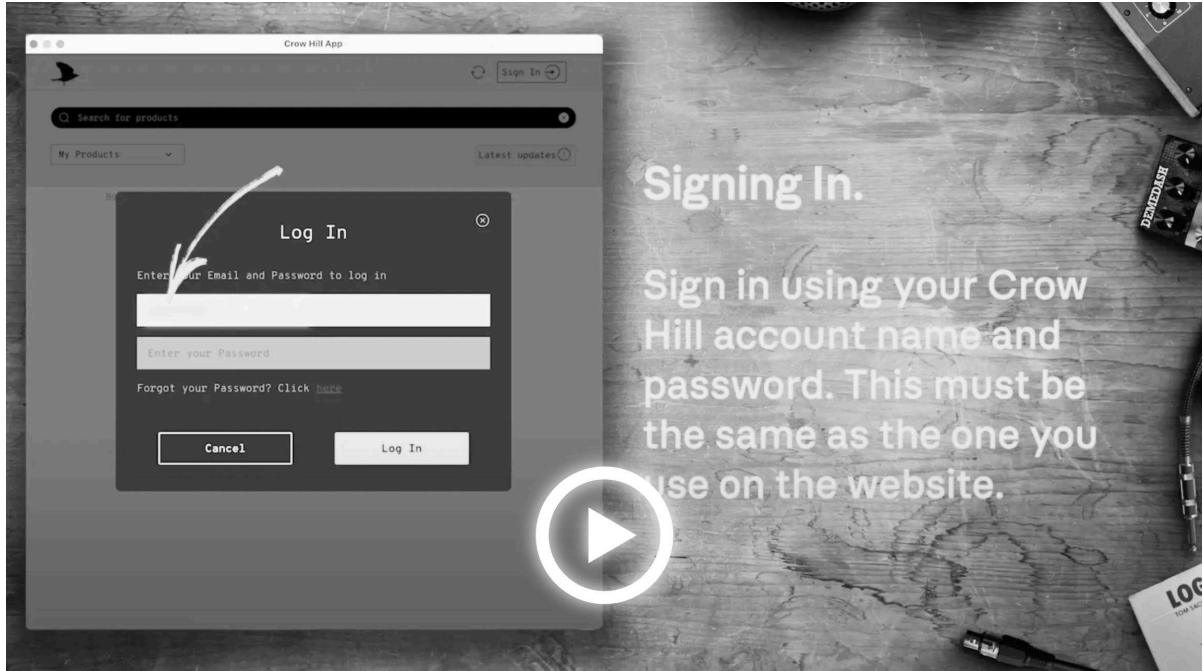 Crow Hill App
Sign In
Search for products
My Products
Latest updates
Log In
Enter your Email and Password to log in
Enter your Password
Forgot your Password? Click here
Cancel
Log In
Signing In.
Sign in using your Crow
Hill account name and
password. This must be
the same as the one you
use on the website.
DEMEDASH